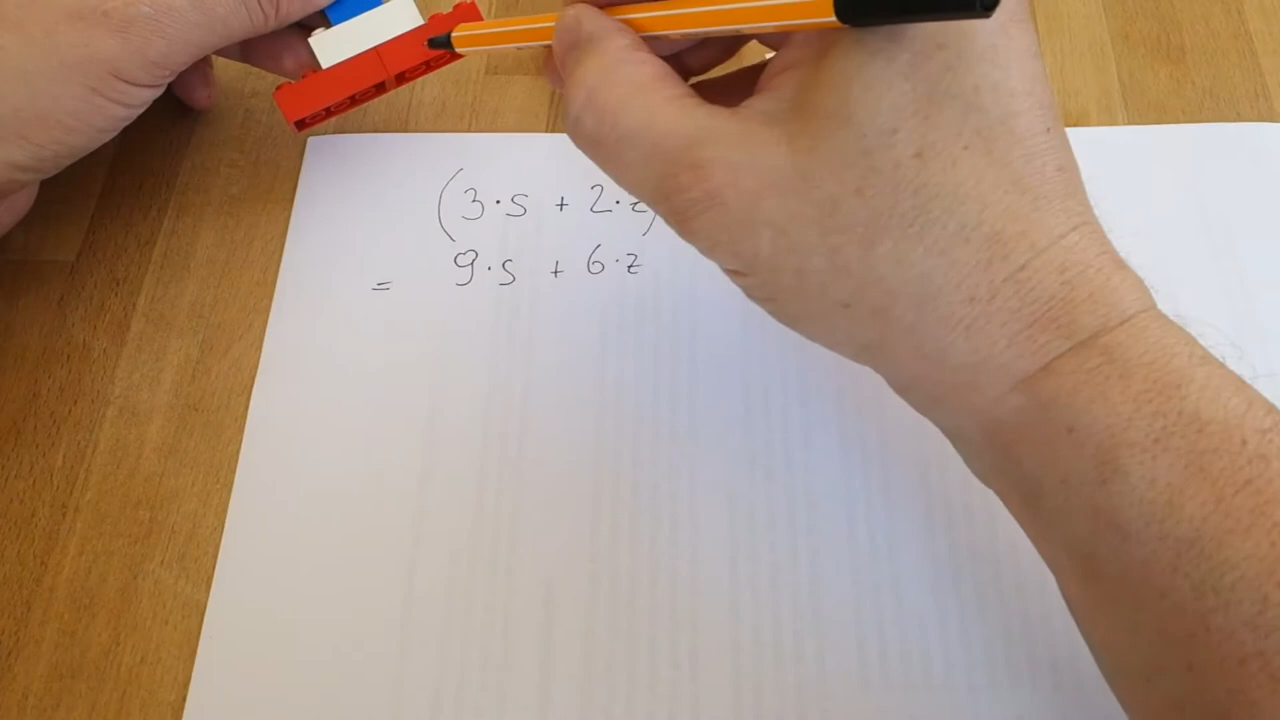 (3·s + 2·z)
= 9·s + 6·z